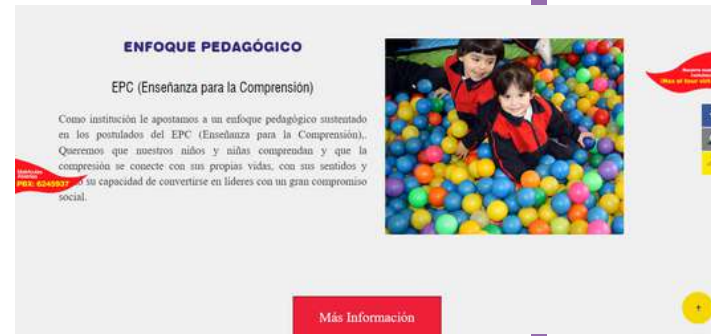 ENFOQUE PEDAGÓGICO
EPC (Enseñanza para la Comprensión)
Como institución le apostamos a un enfoque pedagógico sustentado
en los postulados del EPC (Enseñanza para la Comprensión),.
Queremos que nuestros niños y niñas comprendan y que la
compresión se conecte con sus propias vidas, con sus sentidos y
su capacidad de convertirse en líderes con un gran compromiso
social.
Matrículas
Abiertas
PBX: 6245937
Más Información